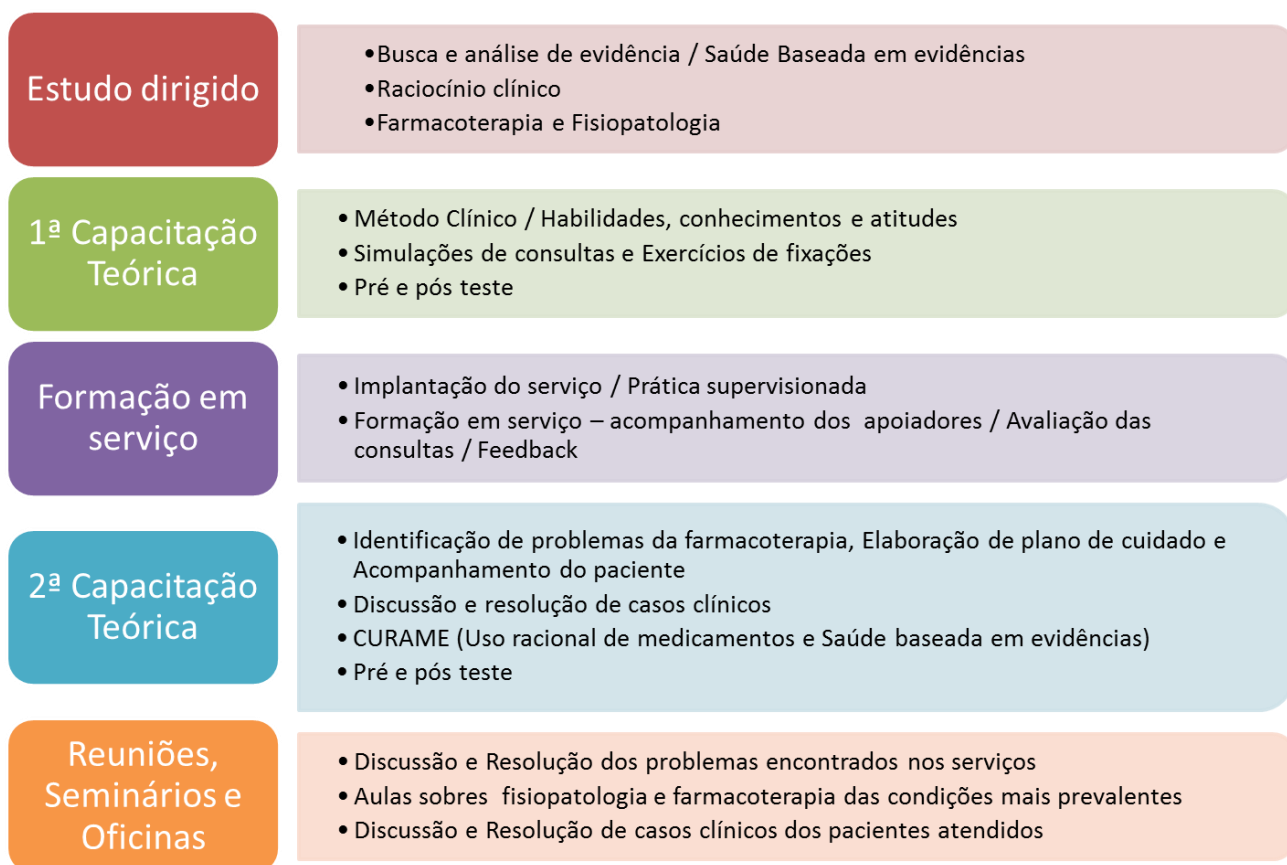 Estudo dirigido
•Busca e análise de evidência / Saúde Baseada em evidências
•Raciocínio clínico
•Farmacoterapia e Fisiopatologia
1ª Capacitação
Teórica
• Método Clínico / Habilidades, conhecimentos e atitudes
• Simulações de consultas e Exercícios de fixações
• Pré e pós teste
Formação em
serviço
• Implantação do serviço / Prática supervisionada
• Formação em serviço – acompanhamento dos apoiadores / Avaliação das
consultas / Feedback
2ª Capacitação
Teórica
• Identificação de problemas da farmacoterapia, Elaboração de plano de cuidado e
Acompanhamento do paciente
• Discussão e resolução de casos clínicos
• CURAME (Uso racional de medicamentos e Saúde baseada em evidências)
• Pré e pós teste
Reuniões,
Seminários e
Oficinas
• Discussão e Resolução dos problemas encontrados nos serviços
• Aulas sobres fisiopatologia e farmacoterapia das condições mais prevalentes
• Discussão e Resolução de casos clínicos dos pacientes atendidos